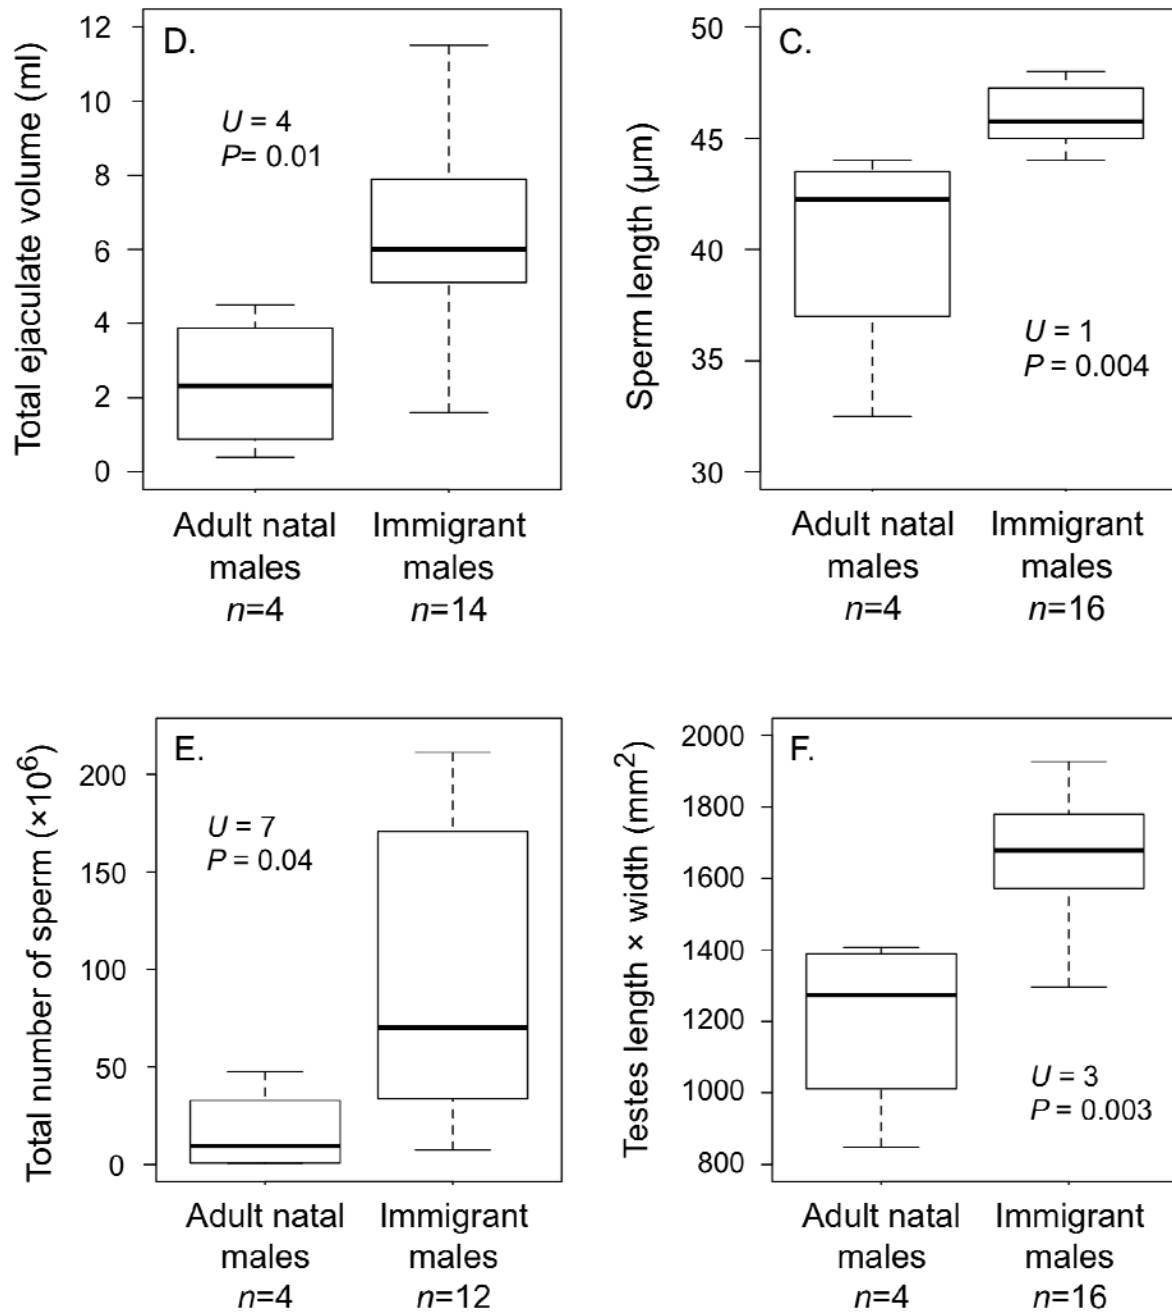 D.
Total ejaculate volume (ml)
12
10
8
6
4
2
0
U = 4
P= 0.01
Adult natal
males
n=4
Immigrant
males
n=14
C.
Sperm length (µm)
50
45
40
35
30
U = 1
P = 0.004
Adult natal
males
n=4
Immigrant
males
n=16
E.
Total number of sperm (×10⁶)
200
150
100
50
0
U = 7
P = 0.04
Adult natal
males
n=4
Immigrant
males
n=12
F.
Testes length × width (mm²)
2000
1800
1600
1400
1200
1000
800
U = 3
P = 0.003
Adult natal
males
n=4
Immigrant
males
n=16